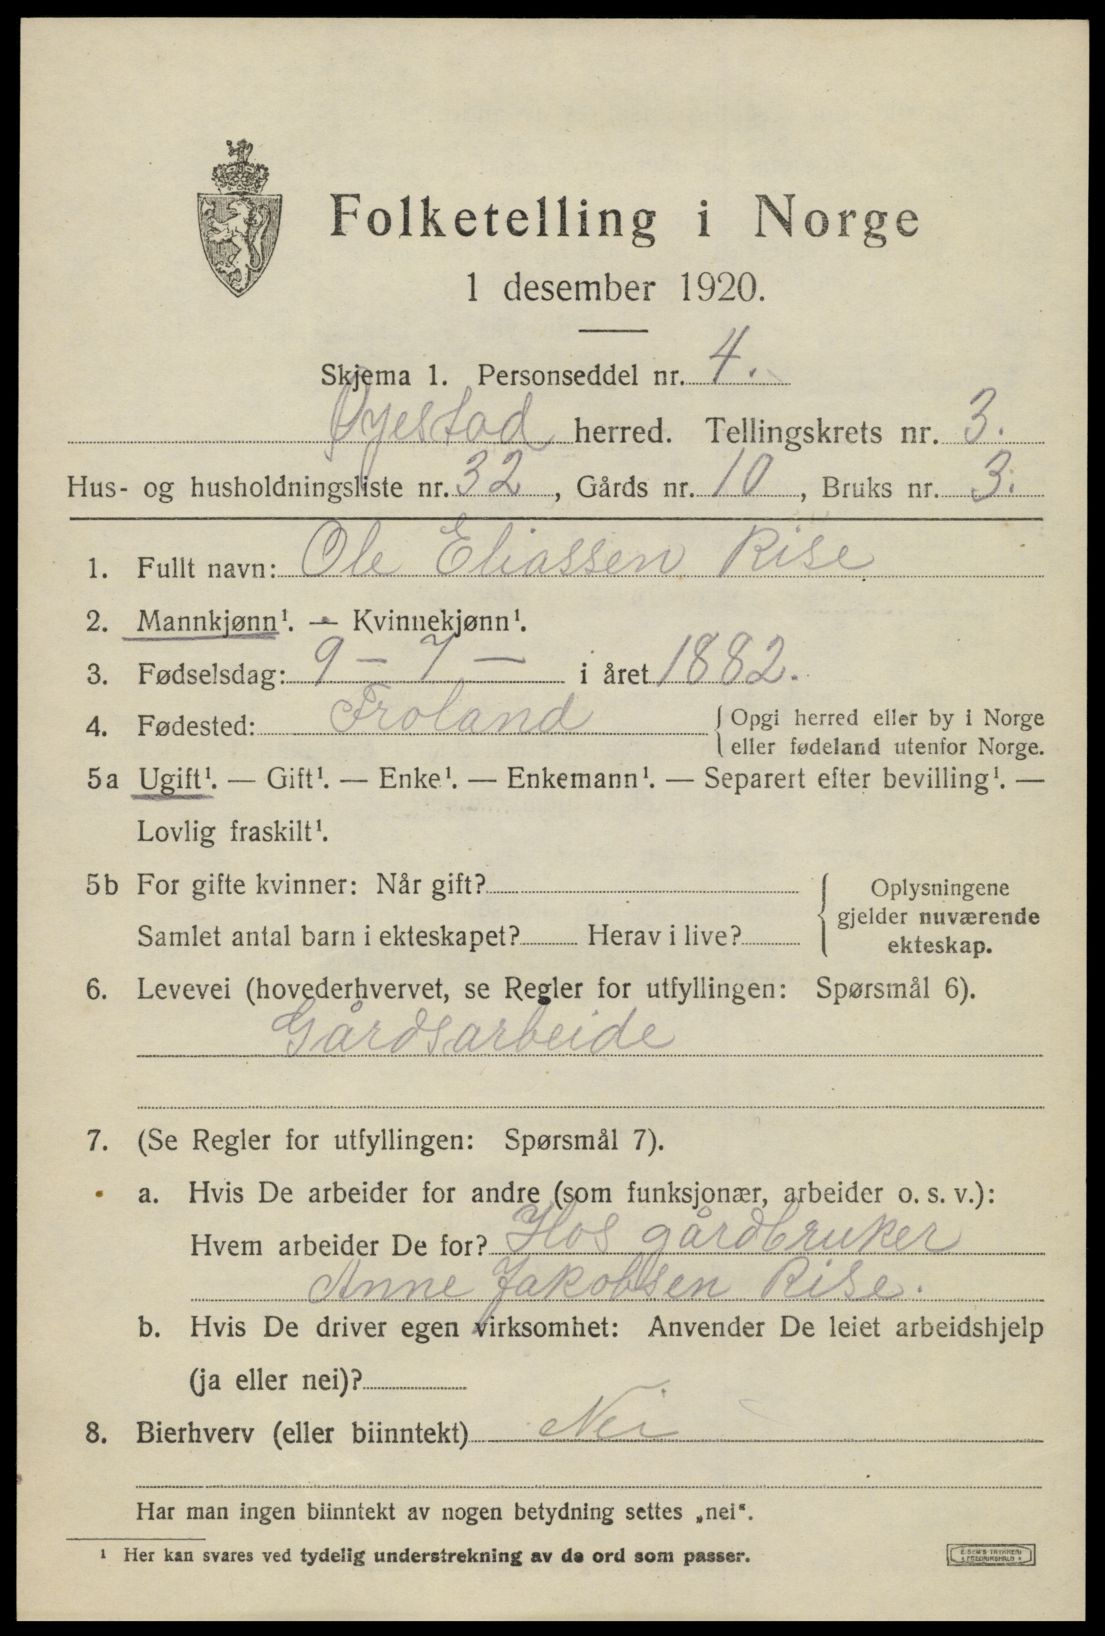 Folketelling i Norge
1 desember 1920.
Skjema 1. Personseddel nr. 4.
Øyestad herred. Tellingskrets nr. 3.
Hus- og husholdningsliste nr. 32, Gårds nr. 10, Bruks nr. 3.
1. Fullt navn: Ole Eliassen Rise
2. Mannkjønn¹. — Kvinnekjønn¹.
3. Fødselsdag: 9 – 7 – i året 1882.
4. Fødested: Froland { Opgi herred eller by i Norge
eller fødeland utenfor Norge.
5a Ugift¹. — Gift¹. — Enke¹. — Enkemann¹. — Separert efter bevilling¹. —
Lovlig fraskilt¹.
5b For gifte kvinner: Når gift?
Samlet antal barn i ekteskapet? Herav i live?
Oplysningene
gjelder nuværende
ekteskap.
6. Levevei (hovederhvervet, se Regler for utfyllingen: Spørsmål 6).
Gårdsarbeide
7. (Se Regler for utfyllingen: Spørsmål 7).
a. Hvis De arbeider for andre (som funksjonær, arbeider o. s. v.):
Hvem arbeider De for? Hos gårdbruker
Anne Jakobsen Rise.
b. Hvis De driver egen virksomhet: Anvender De leiet arbeidshjelp
(ja eller nei)?
8. Bierhverv (eller biinntekt) Nei
Har man ingen biinntekt av nogen betydning settes „nei“.
¹ Her kan svares ved tydelig understrekning av de ord som passer.
E. SEM'S TRYKKERI
FREDRIKSHALD